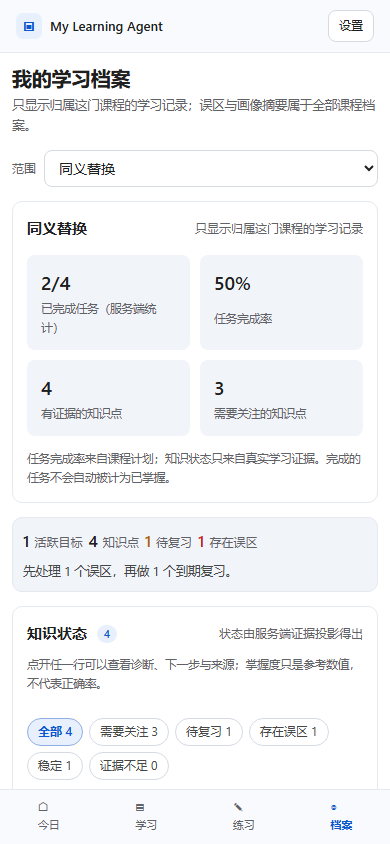 My Learning Agent
设置
我的学习档案
只显示归属这门课程的学习记录；误区与画像摘要属于全部课程档
案。
范围
同义替换
同义替换
只显示归属这门课程的学习记录
2/4
已完成任务（服务端统
计）
50%
任务完成率
4
有证据的知识点
3
需要关注的知识点
任务完成率来自课程计划；知识状态只来自真实学习证据。完成的
任务不会自动被计为已掌握。
1 活跃目标 4 知识点 1 待复习 1 存在误区
先处理 1 个误区，再做 1 个到期复习。
知识状态 4
状态由服务端证据投影得出
点开任一行可以查看诊断、下一步与来源；掌握度只是参考数值，
不代表正确率。
全部 4 需要关注 3 待复习 1 存在误区 1
稳定 1 证据不足 0
今日 学习 练习 档案